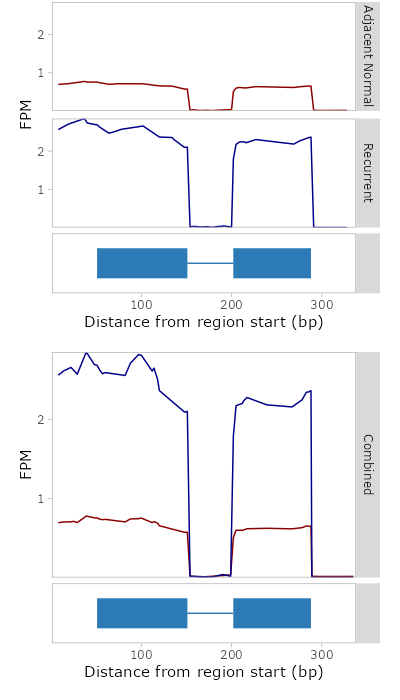 2
1
Adjacent Normal
FPM
2
1
Recurrent
100
200
300
Distance from region start (bp)
2
1
FPM
Combined
100
200
300
Distance from region start (bp)